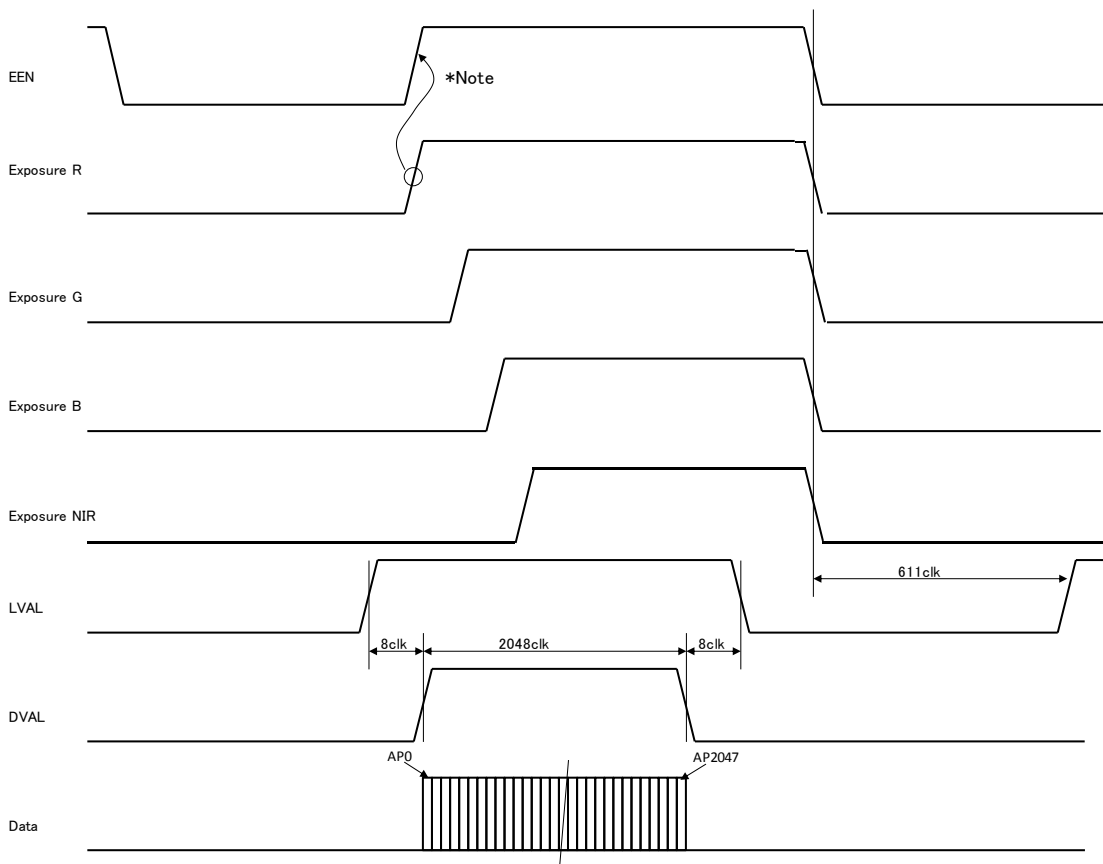 EEN
*Note
Exposure R
Exposure G
Exposure B
Exposure NIR
611clk
LVAL
8clk
2048clk
8clk
DVAL
AP0
AP2047
Data